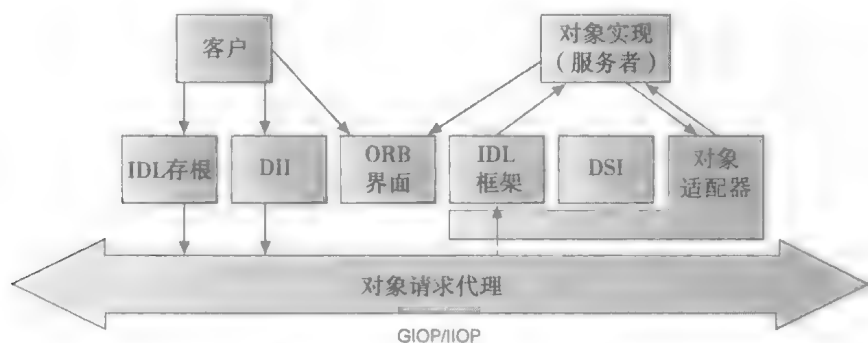 客户
对象实现
(服务者)
IDL存根
DII
ORB
界面
IDL
框架
DSI
对象
适配器
对象请求代理
GIOP/IIOP